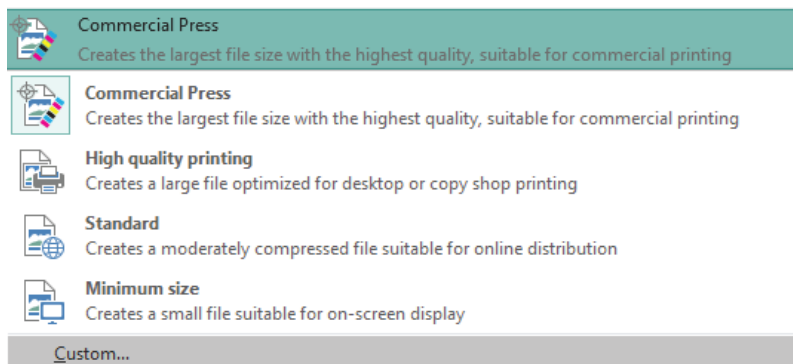 Commercial Press
Creates the largest file size with the highest quality, suitable for commercial printing
Commercial Press
Creates the largest file size with the highest quality, suitable for commercial printing
High quality printing
Creates a large file optimized for desktop or copy shop printing
Standard
Creates a moderately compressed file suitable for online distribution
Minimum size
Creates a small file suitable for on-screen display
Custom...